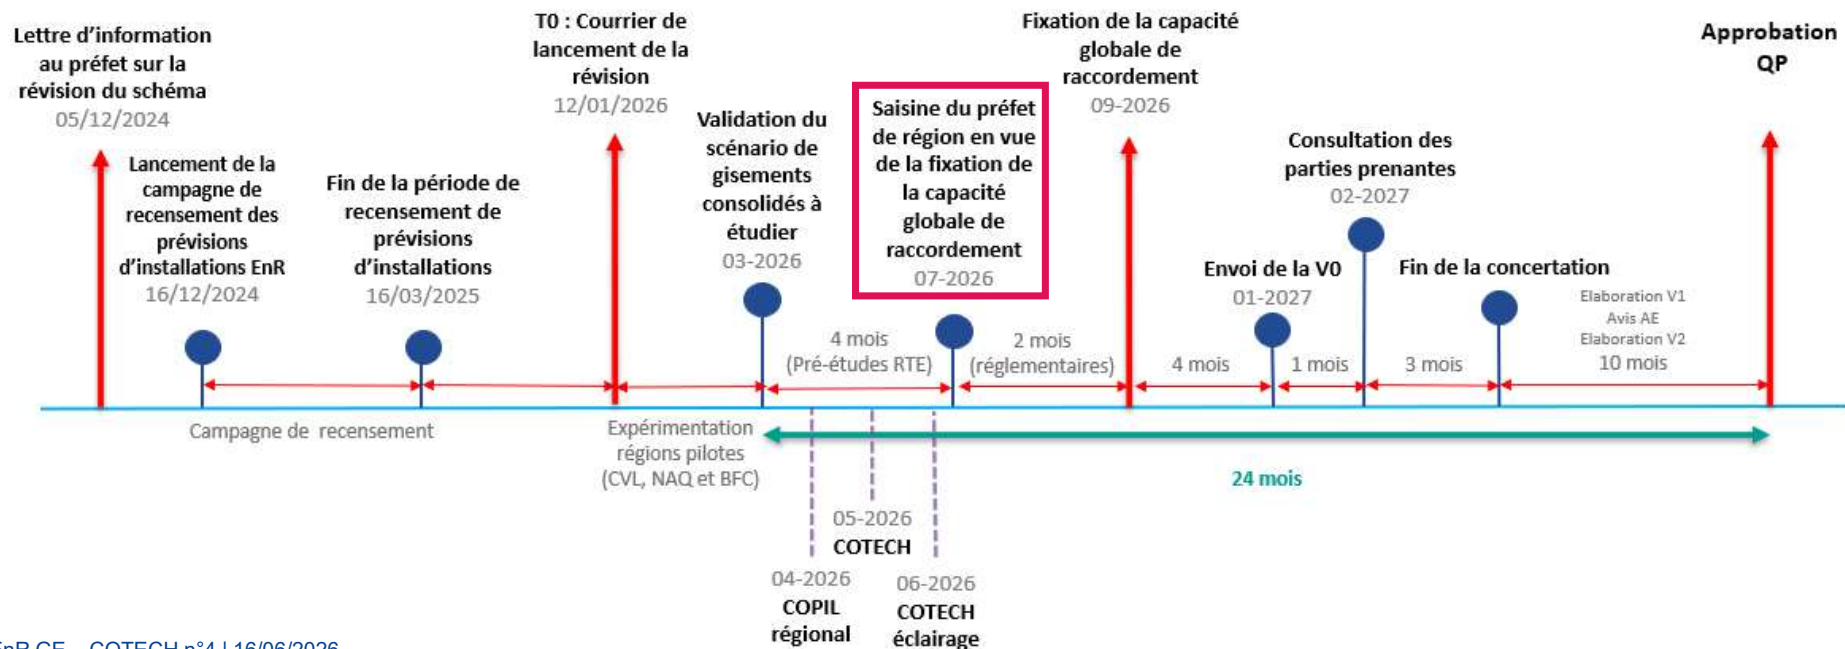 Lettre d'information
au préfet sur la
révision du schéma
05/12/2024
Lancement de la
campagne de
recensement des
prévisions
d'installations EnR
16/12/2024
Fin de la période de
recensement de
prévisions
d'installations
16/03/2025
T0 : Courrier de
lancement de la
révision
12/01/2026
Validation du
scénario de
gisements
consolidés à
étudier
03-2026
Saisine du préfet
de région en vue
de la fixation de
la capacité
globale de
raccordement
07-2026
Fixation de la capacité
globale de
raccordement
09-2026
Envoi de la V0
01-2027
Consultation des
parties prenantes
02-2027
Fin de la concertation
Approbation
QP
4 mois
(Pré-études RTE)
2 mois
(réglementaires)
4 mois
1 mois
3 mois
Elaboration V1
Avis AE
Elaboration V2
10 mois
Campagne de recensement
Expérimentation
régions pilotes
(CVL, NAQ et BFC)
24 mois
04-2026
COPIL
régional
05-2026
COTECH
06-2026
COTECH
éclairage
COTECH n°4 | 16/06/2026